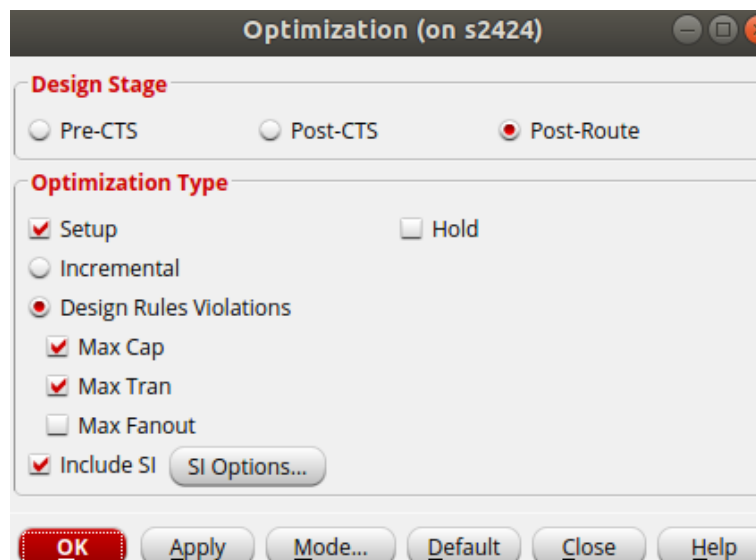 Optimization (on s2424)
Design Stage
Pre-CTS Post-CTS Post-Route
Optimization Type
Setup Hold
Incremental
Design Rules Violations
Max Cap
Max Tran
Max Fanout
Include SI SI Options...
OK Apply Mode... Default Close Help